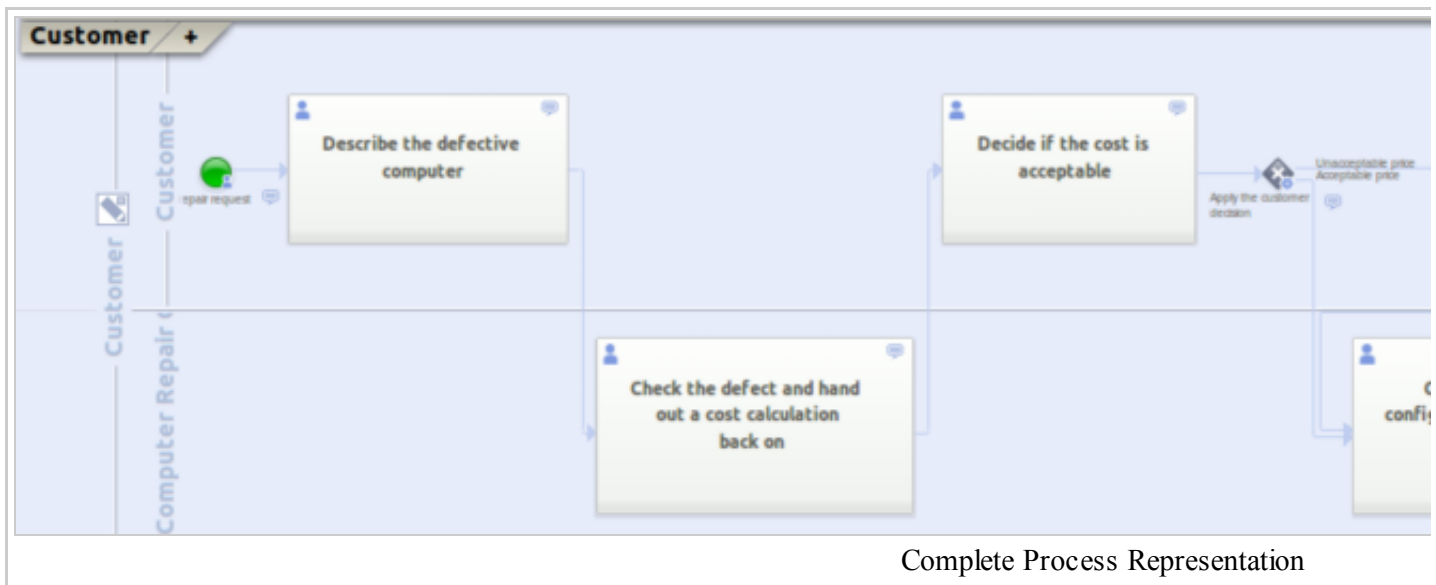 Customer +
Customer
Customer
Computer Repair
epair request
Describe the defective
computer
Decide if the cost is
acceptable
Apply the customer
decision
Unacceptable price
Acceptable price
Check the defect and hand
out a cost calculation
back on
config
Complete Process Representation